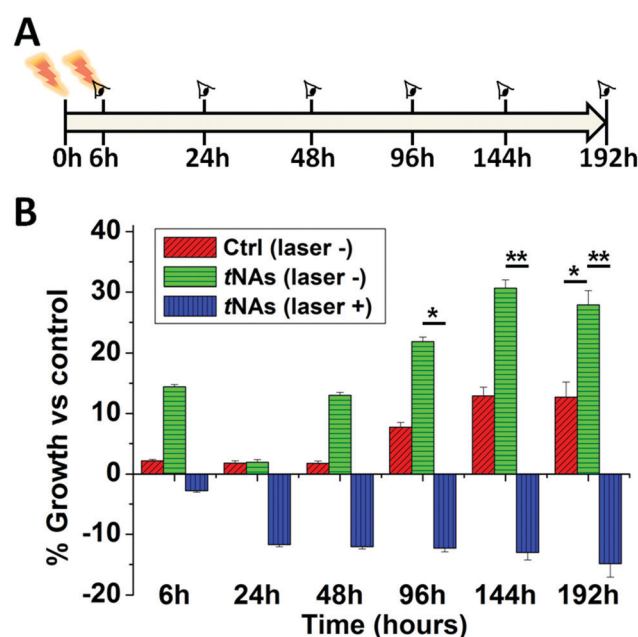 A
0h 6h 24h 48h 96h 144h 192h
B
Ctrl (laser -)
tNAs (laser -)
tNAs (laser +)
% Growth vs control
40
30
20
10
0
-10
-20
* ** * **
6h 24h 48h 96h 144h 192h
Time (hours)